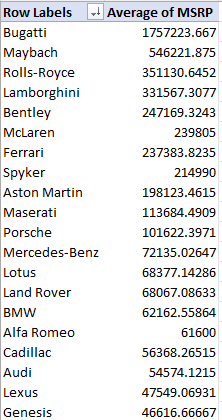 Row Labels Average of MSRP
Bugatti 1757223.667
Maybach 546221.875
Rolls-Royce 351130.6452
Lamborghini 331567.3077
Bentley 247169.3243
McLaren 239805
Ferrari 237383.8235
Spyker 214990
Aston Martin 198123.4615
Maserati 113684.4909
Porsche 101622.3971
Mercedes-Benz 72135.02647
Lotus 68377.14286
Land Rover 68067.08633
BMW 62162.55864
Alfa Romeo 61600
Cadillac 56368.26515
Audi 54574.1215
Lexus 47549.06931
Genesis 46616.66667